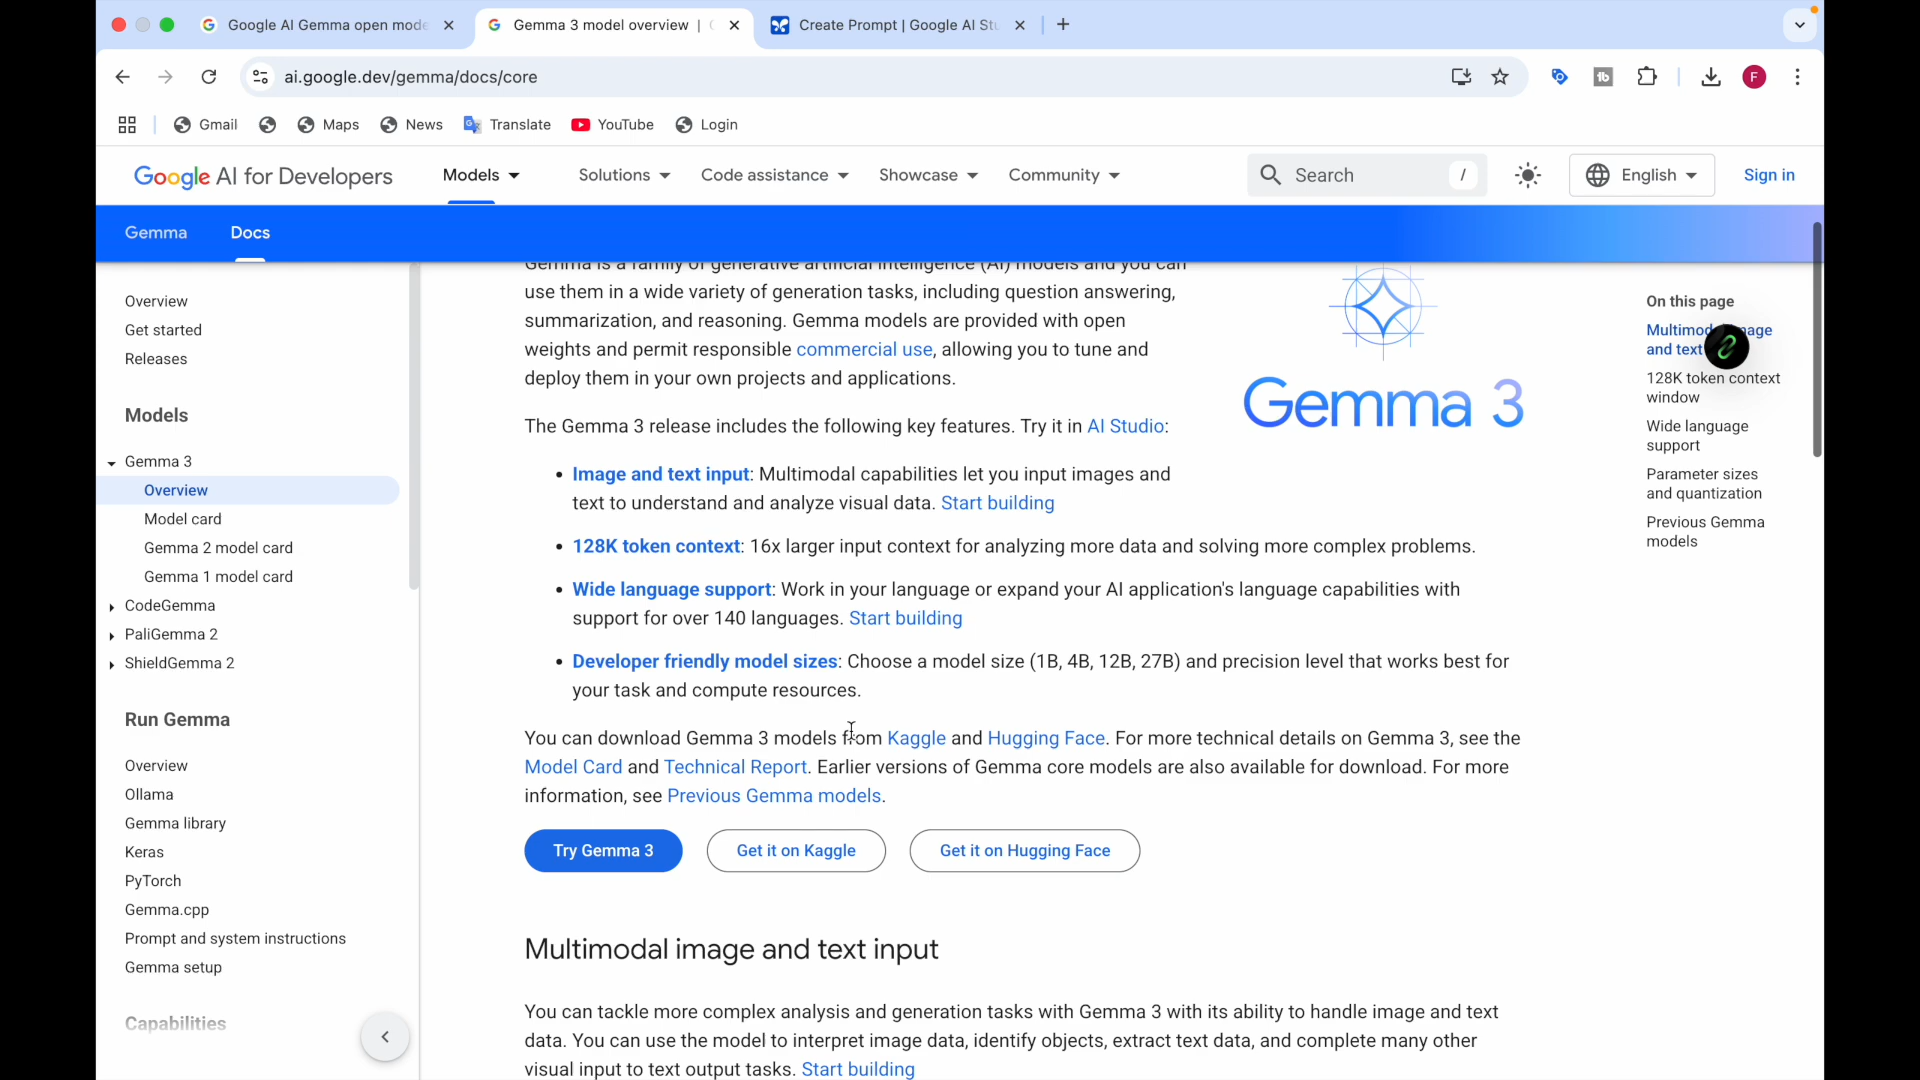 Google AI Gemma open mode
Gemma 3 model overview |
Create Prompt | Google AI Stu
ai.google.dev/gemma/docs/core
F
Gmail
Maps
News
Translate
YouTube
Login
Google AI for Developers
Models
Solutions
Code assistance
Showcase
Community
Search
/
English
Sign in
Gemma
Docs
Overview
Get started
Releases
Models
Gemma 3
Overview
Model card
Gemma 2 model card
Gemma 1 model card
CodeGemma
PaliGemma 2
ShieldGemma 2
Run Gemma
Overview
Ollama
Gemma library
Keras
PyTorch
Gemma.cpp
Prompt and system instructions
Gemma setup
Capabilities
Gemma is a family of generative artificial intelligence (AI) models and you can
use them in a wide variety of generation tasks, including question answering,
summarization, and reasoning. Gemma models are provided with open
weights and permit responsible commercial use, allowing you to tune and
deploy them in your own projects and applications.
Gemma 3
The Gemma 3 release includes the following key features. Try it in AI Studio:
• Image and text input: Multimodal capabilities let you input images and
text to understand and analyze visual data. Start building
• 128K token context: 16x larger input context for analyzing more data and solving more complex problems.
• Wide language support: Work in your language or expand your AI application's language capabilities with
support for over 140 languages. Start building
• Developer friendly model sizes: Choose a model size (1B, 4B, 12B, 27B) and precision level that works best for
your task and compute resources.
You can download Gemma 3 models from Kaggle and Hugging Face. For more technical details on Gemma 3, see the
Model Card and Technical Report. Earlier versions of Gemma core models are also available for download. For more
information, see Previous Gemma models.
Try Gemma 3
Get it on Kaggle
Get it on Hugging Face
Multimodal image and text input
You can tackle more complex analysis and generation tasks with Gemma 3 with its ability to handle image and text
data. You can use the model to interpret image data, identify objects, extract text data, and complete many other
visual input to text output tasks. Start building
On this page
and text
128K token context
window
Wide language
support
Parameter sizes
and quantization
Previous Gemma
models